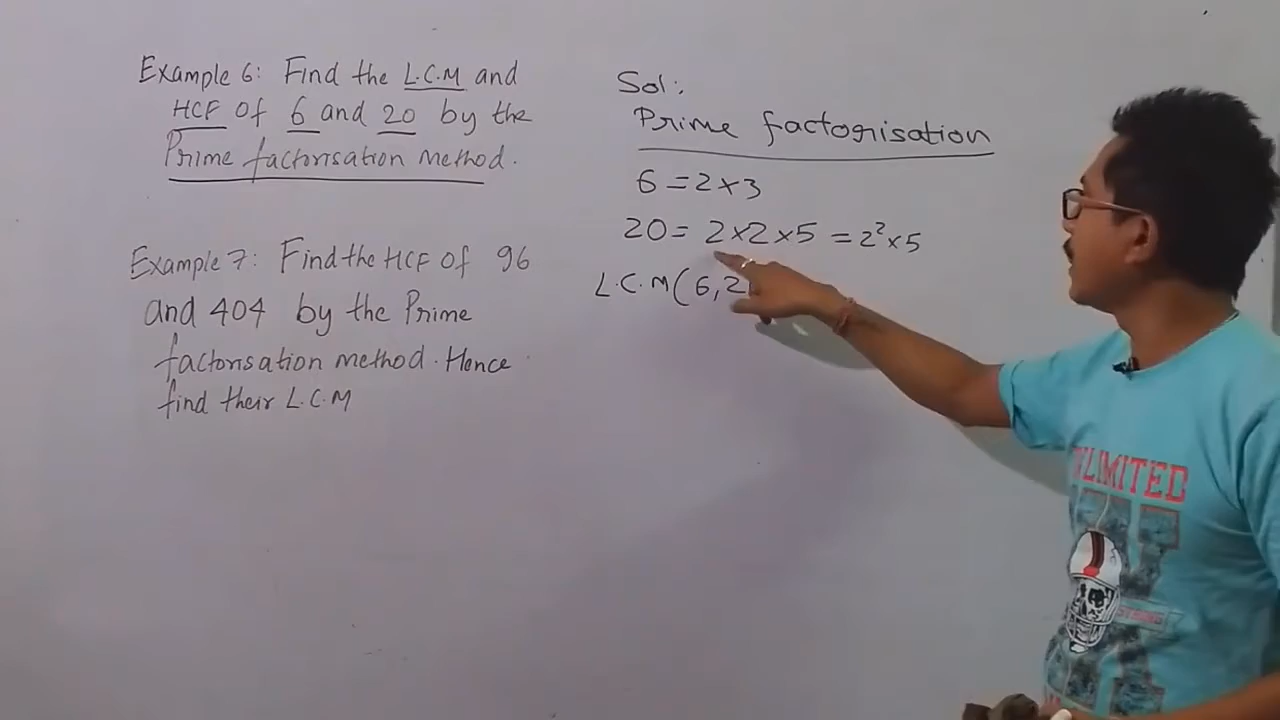 Example 6: Find the L.C.M and
HCF of 6 and 20 by the
Prime factorisation Method.
Example 7: Find the HCF of 96
and 404 by the Prime
factorisation method. Hence
find their L.C.M
Sol:
Prime factorisation
6 = 2 × 3
20 = 2 × 2 × 5 = 2² × 5
L.C.M (6, 2
LIMITED